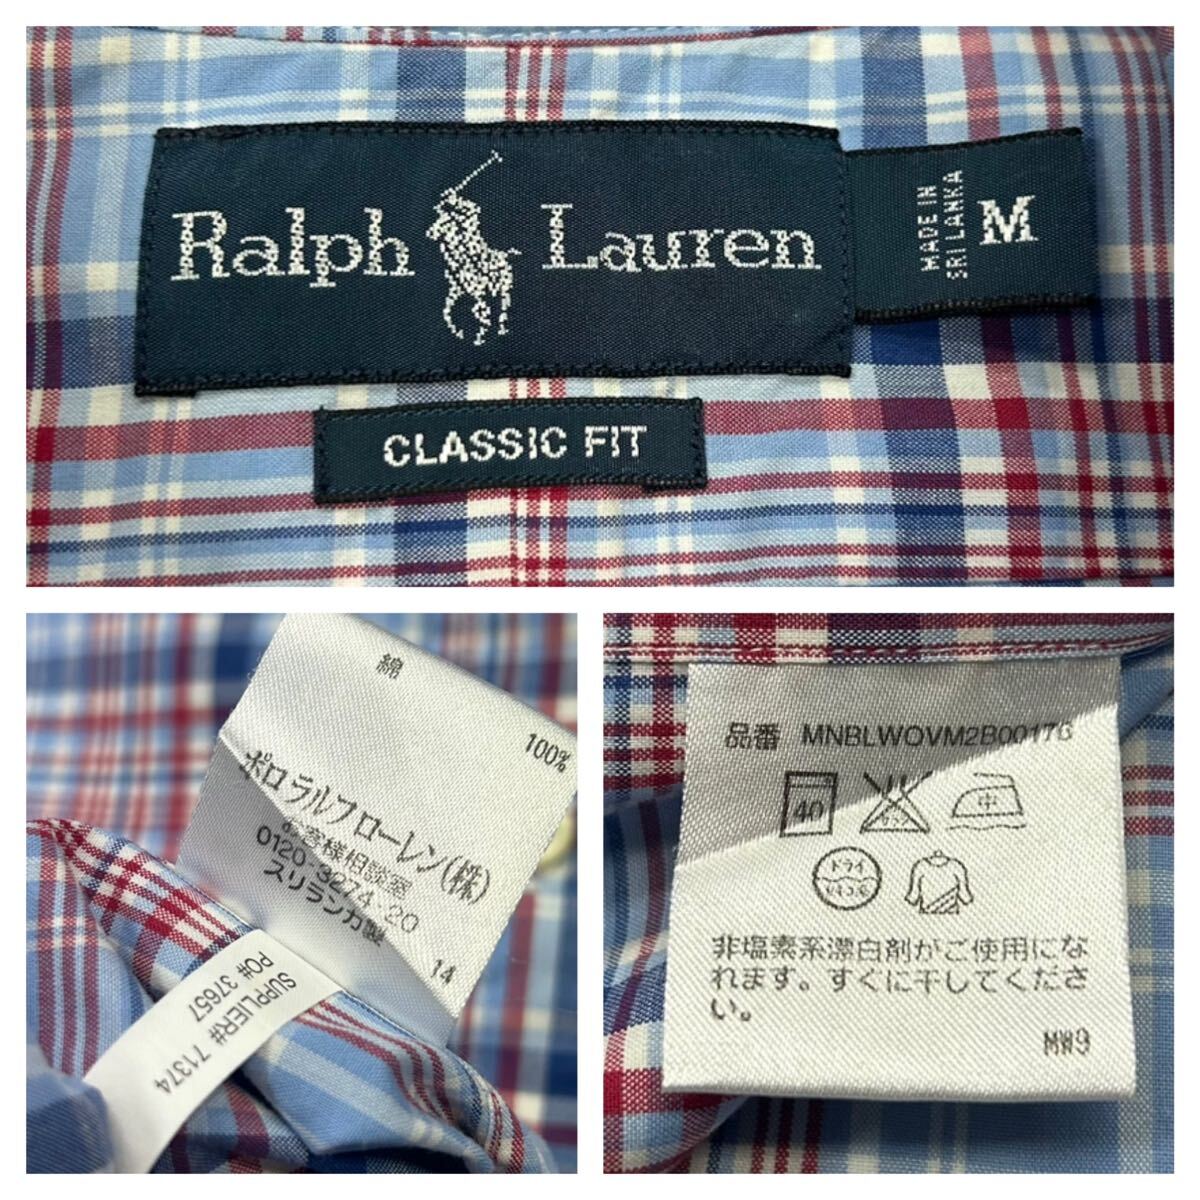 Ralph Lauren
MADE IN
SRI LANKA
M
CLASSIC FIT
綿
100%
ポロ ラルフ ローレン(株)
お客様相談室
0120-3274-20
スリランカ製
14
SUPPLIER# 71374
PO# 37657
品番 MNBLWOVM2B00176
40
中
ドライ
非塩素系漂白剤がご使用にな
れます。すぐに干してくださ
い。
MW9